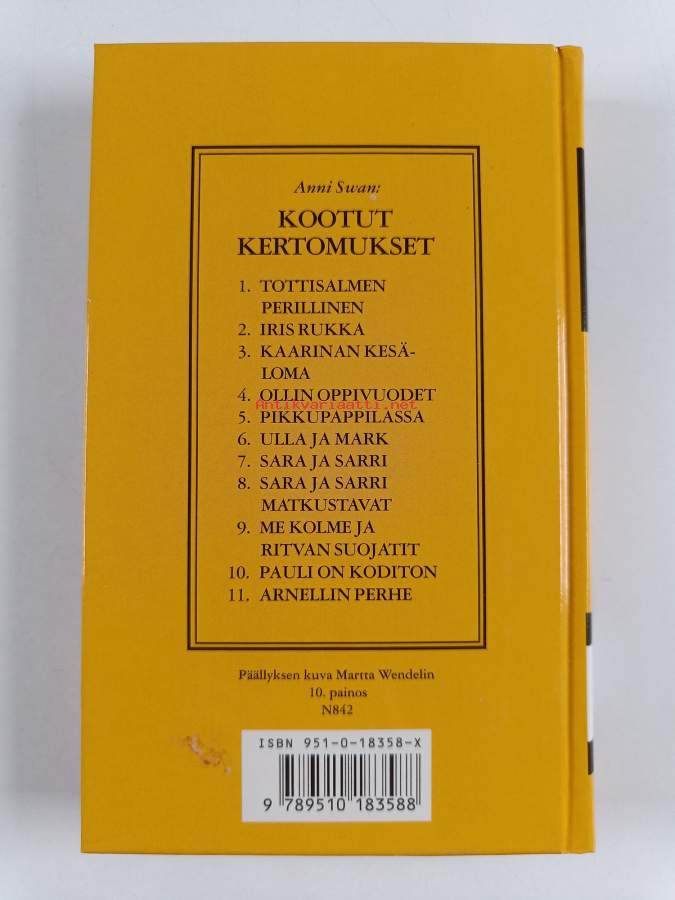 Anni Swan:
KOOTUT
KERTOMUKSET
1. TOTTISALMEN
PERILLINEN
2. IRIS RUKKA
3. KAARINAN KESÄ-
LOMA
4. OLLIN OPPIVUODET
Antikvariaatti.net
5. PIKKUPAPPILASSA
6. ULLA JA MARK
7. SARA JA SARRI
8. SARA JA SARRI
MATKUSTAVAT
9. ME KOLME JA
RITVAN SUOJATIT
10. PAULI ON KODITON
11. ARNELLIN PERHE
Päällyksen kuva Martta Wendelin
10. painos
N842
ISBN 951-0-18358-X
9 789510 183588